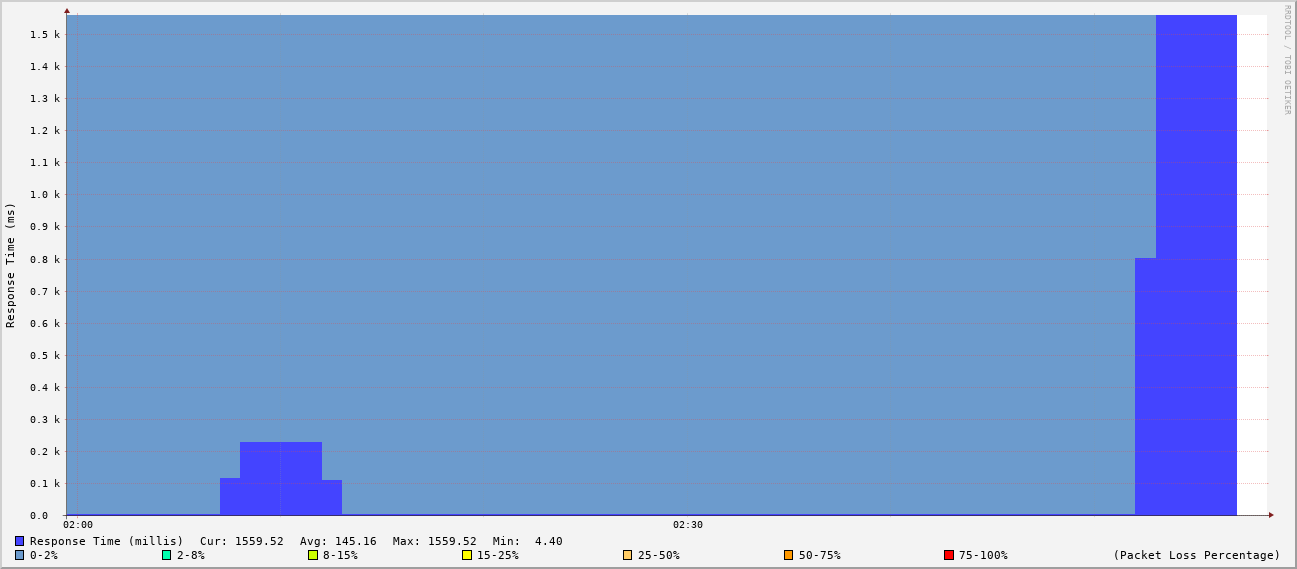 RRDTOOL / TOBI OETIKER
Response Time (ms)
1.5 k
1.4 k
1.3 k
1.2 k
1.1 k
1.0 k
0.9 k
0.8 k
0.7 k
0.6 k
0.5 k
0.4 k
0.3 k
0.2 k
0.1 k
0.0
02:00 02:30
Response Time (millis) Cur: 1559.52 Avg: 145.16 Max: 1559.52 Min: 4.40
0-2% 2-8% 8-15% 15-25% 25-50% 50-75% 75-100% (Packet Loss Percentage)